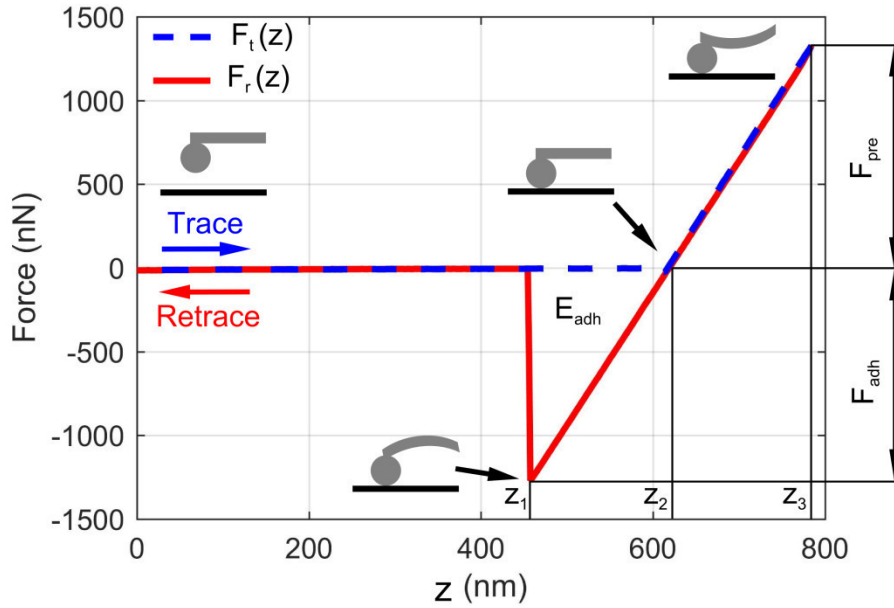 1500
1000
500
0
-500
-1000
-1500
Force (nN)
F_t(z)
F_r(z)
Trace
Retrace
E_adh
F_pre
F_adh
z_1
z_2
z_3
0
200
400
600
800
z (nm)